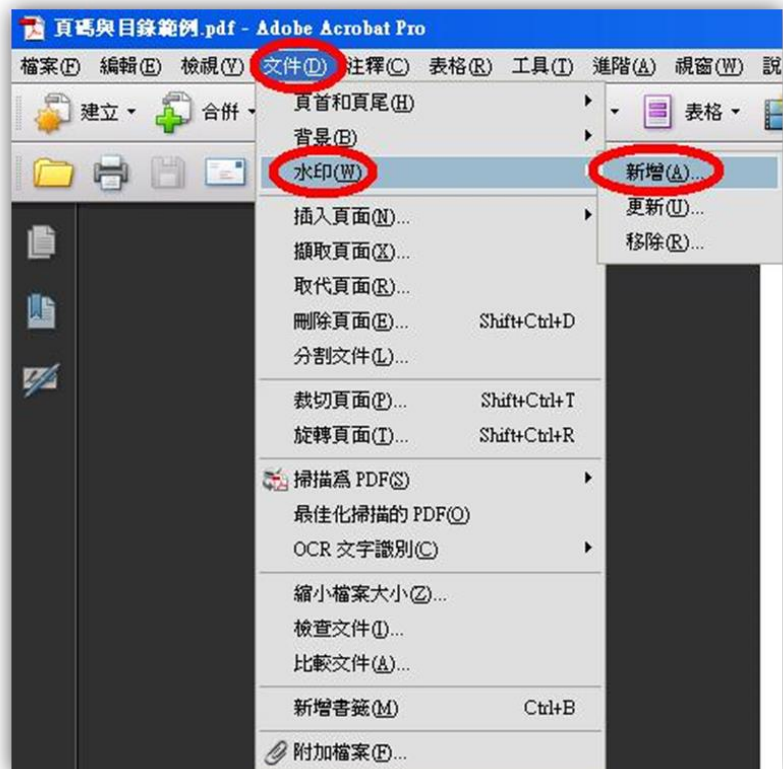 頁碼與目錄範例.pdf - Adobe Acrobat Pro
檔案(F) 編輯(E) 檢視(V) 文件(D) 注釋(C) 表格(R) 工具(T) 進階(A) 視窗(W) 說
建立 合併 表格
頁首和頁尾(H)
背景(B)
水印(W) 新增(A)...
更新(U)...
移除(R)...
插入頁面(N)...
擷取頁面(X)...
取代頁面(R)...
刪除頁面(E)... Shift+Ctrl+D
分割文件(L)...
裁切頁面(P)... Shift+Ctrl+T
旋轉頁面(T)... Shift+Ctrl+R
掃描為 PDF(S)
最佳化掃描的 PDF(O)
OCR 文字識別(C)
縮小檔案大小(Z)...
檢查文件(I)...
比較文件(A)...
新增書籤(M) Ctrl+B
附加檔案(F)...